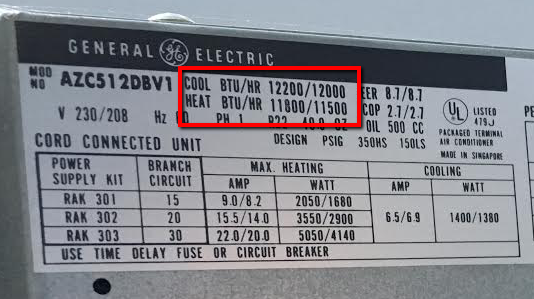 GENERAL GE ELECTRIC
MOD NO AZC512DBV1 COOL BTU/HR 12200/12000 EER 8.7/8.7
HEAT BTU/HR 11800/11500 COP 2.7/2.7
V 230/208 Hz PH 1 R22 OZ OIL 500 CC
UL LISTED 479J
PACKAGED TERMINAL AIR CONDITIONER
CORD CONNECTED UNIT DESIGN PSIG 350HS 150LS MADE IN SINGAPORE
POWER SUPPLY KIT BRANCH CIRCUIT MAX. HEATING COOLING
AMP WATT AMP WATT
RAK 301 15 9.0/8.2 2050/1680
RAK 302 20 15.5/14.0 3550/2900 6.5/6.9 1400/1380
RAK 303 30 22.0/20.0 5050/4140
USE TIME DELAY FUSE OR CIRCUIT BREAKER